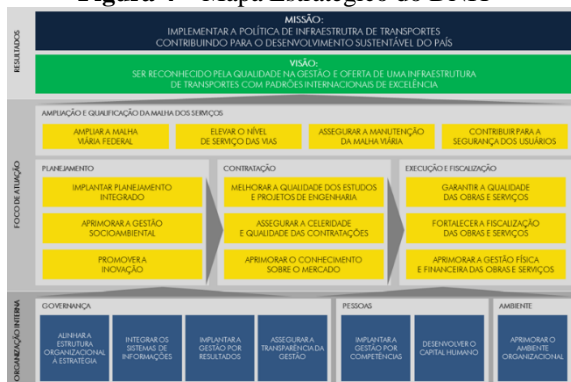 Figura 4 – Mapa Estratégico do DNIT
RESULTADOS
MISSÃO:
IMPLEMENTAR A POLÍTICA DE INFRAESTRUTRA DE TRANSPORTES
CONTRIBUINDO PARA O DESENVOLVIMENTO SUSTENTÁVEL DO PAÍS
VISÃO:
SER RECONHECIDO PELA QUALIDADE NA GESTÃO E OFERTA DE UMA INFRAESTRUTURA
DE TRANSPORTES COM PADRÕES INTERNACIONAIS DE EXCELÊNCIA
FOCO DE ATUAÇÃO
AMPLIAÇÃO E QUALIFICAÇÃO DA MALHA DOS SERVIÇOS
AMPLIAR A MALHA
VIÁRIA FEDERAL
ELEVAR O NÍVEL
DE SERVIÇO DAS VIAS
ASSEGURAR A MANUTENÇÃO
DA MALHA VIÁRIA
CONTRIBUIR PARA A
SEGURANÇA DOS USUÁRIOS
PLANEJAMENTO
IMPLANTAR PLANEJAMENTO
INTEGRADO
APRIMORAR A GESTÃO
SOCIOAMBIENTAL
PROMOVER A
INOVAÇÃO
CONTRATAÇÃO
MELHORAR A QUALIDADE DOS ESTUDOS
E PROJETOS DE ENGENHARIA
ASSEGURAR A CELERIDADE
E QUALIDADE DAS CONTRATAÇÕES
APRIMORAR O CONHECIMENTO
SOBRE O MERCADO
EXECUÇÃO E FISCALIZAÇÃO
GARANTIR A QUALIDADE
DAS OBRAS E SERVIÇOS
FORTALECER A FISCALIZAÇÃO
DAS OBRAS E SERVIÇOS
APRIMORAR A GESTÃO FÍSICA
E FINANCEIRA DAS OBRAS E SERVIÇOS
ORGANIZAÇÃO INTERNA
GOVERNANÇA
ALINHAR A
ESTRUTURA
ORGANIZACIONAL
À ESTRATÉGIA
INTEGRAR OS
SISTEMAS DE
INFORMAÇÕES
IMPLANTAR A
GESTÃO POR
RESULTADOS
ASSEGURAR A
TRANSPARÊNCIA DA
GESTÃO
PESSOAS
IMPLANTAR A
GESTÃO POR
COMPETÊNCIAS
DESENVOLVER O
CAPITAL HUMANO
AMBIENTE
APRIMORAR O
AMBIENTE
ORGANIZACIONAL